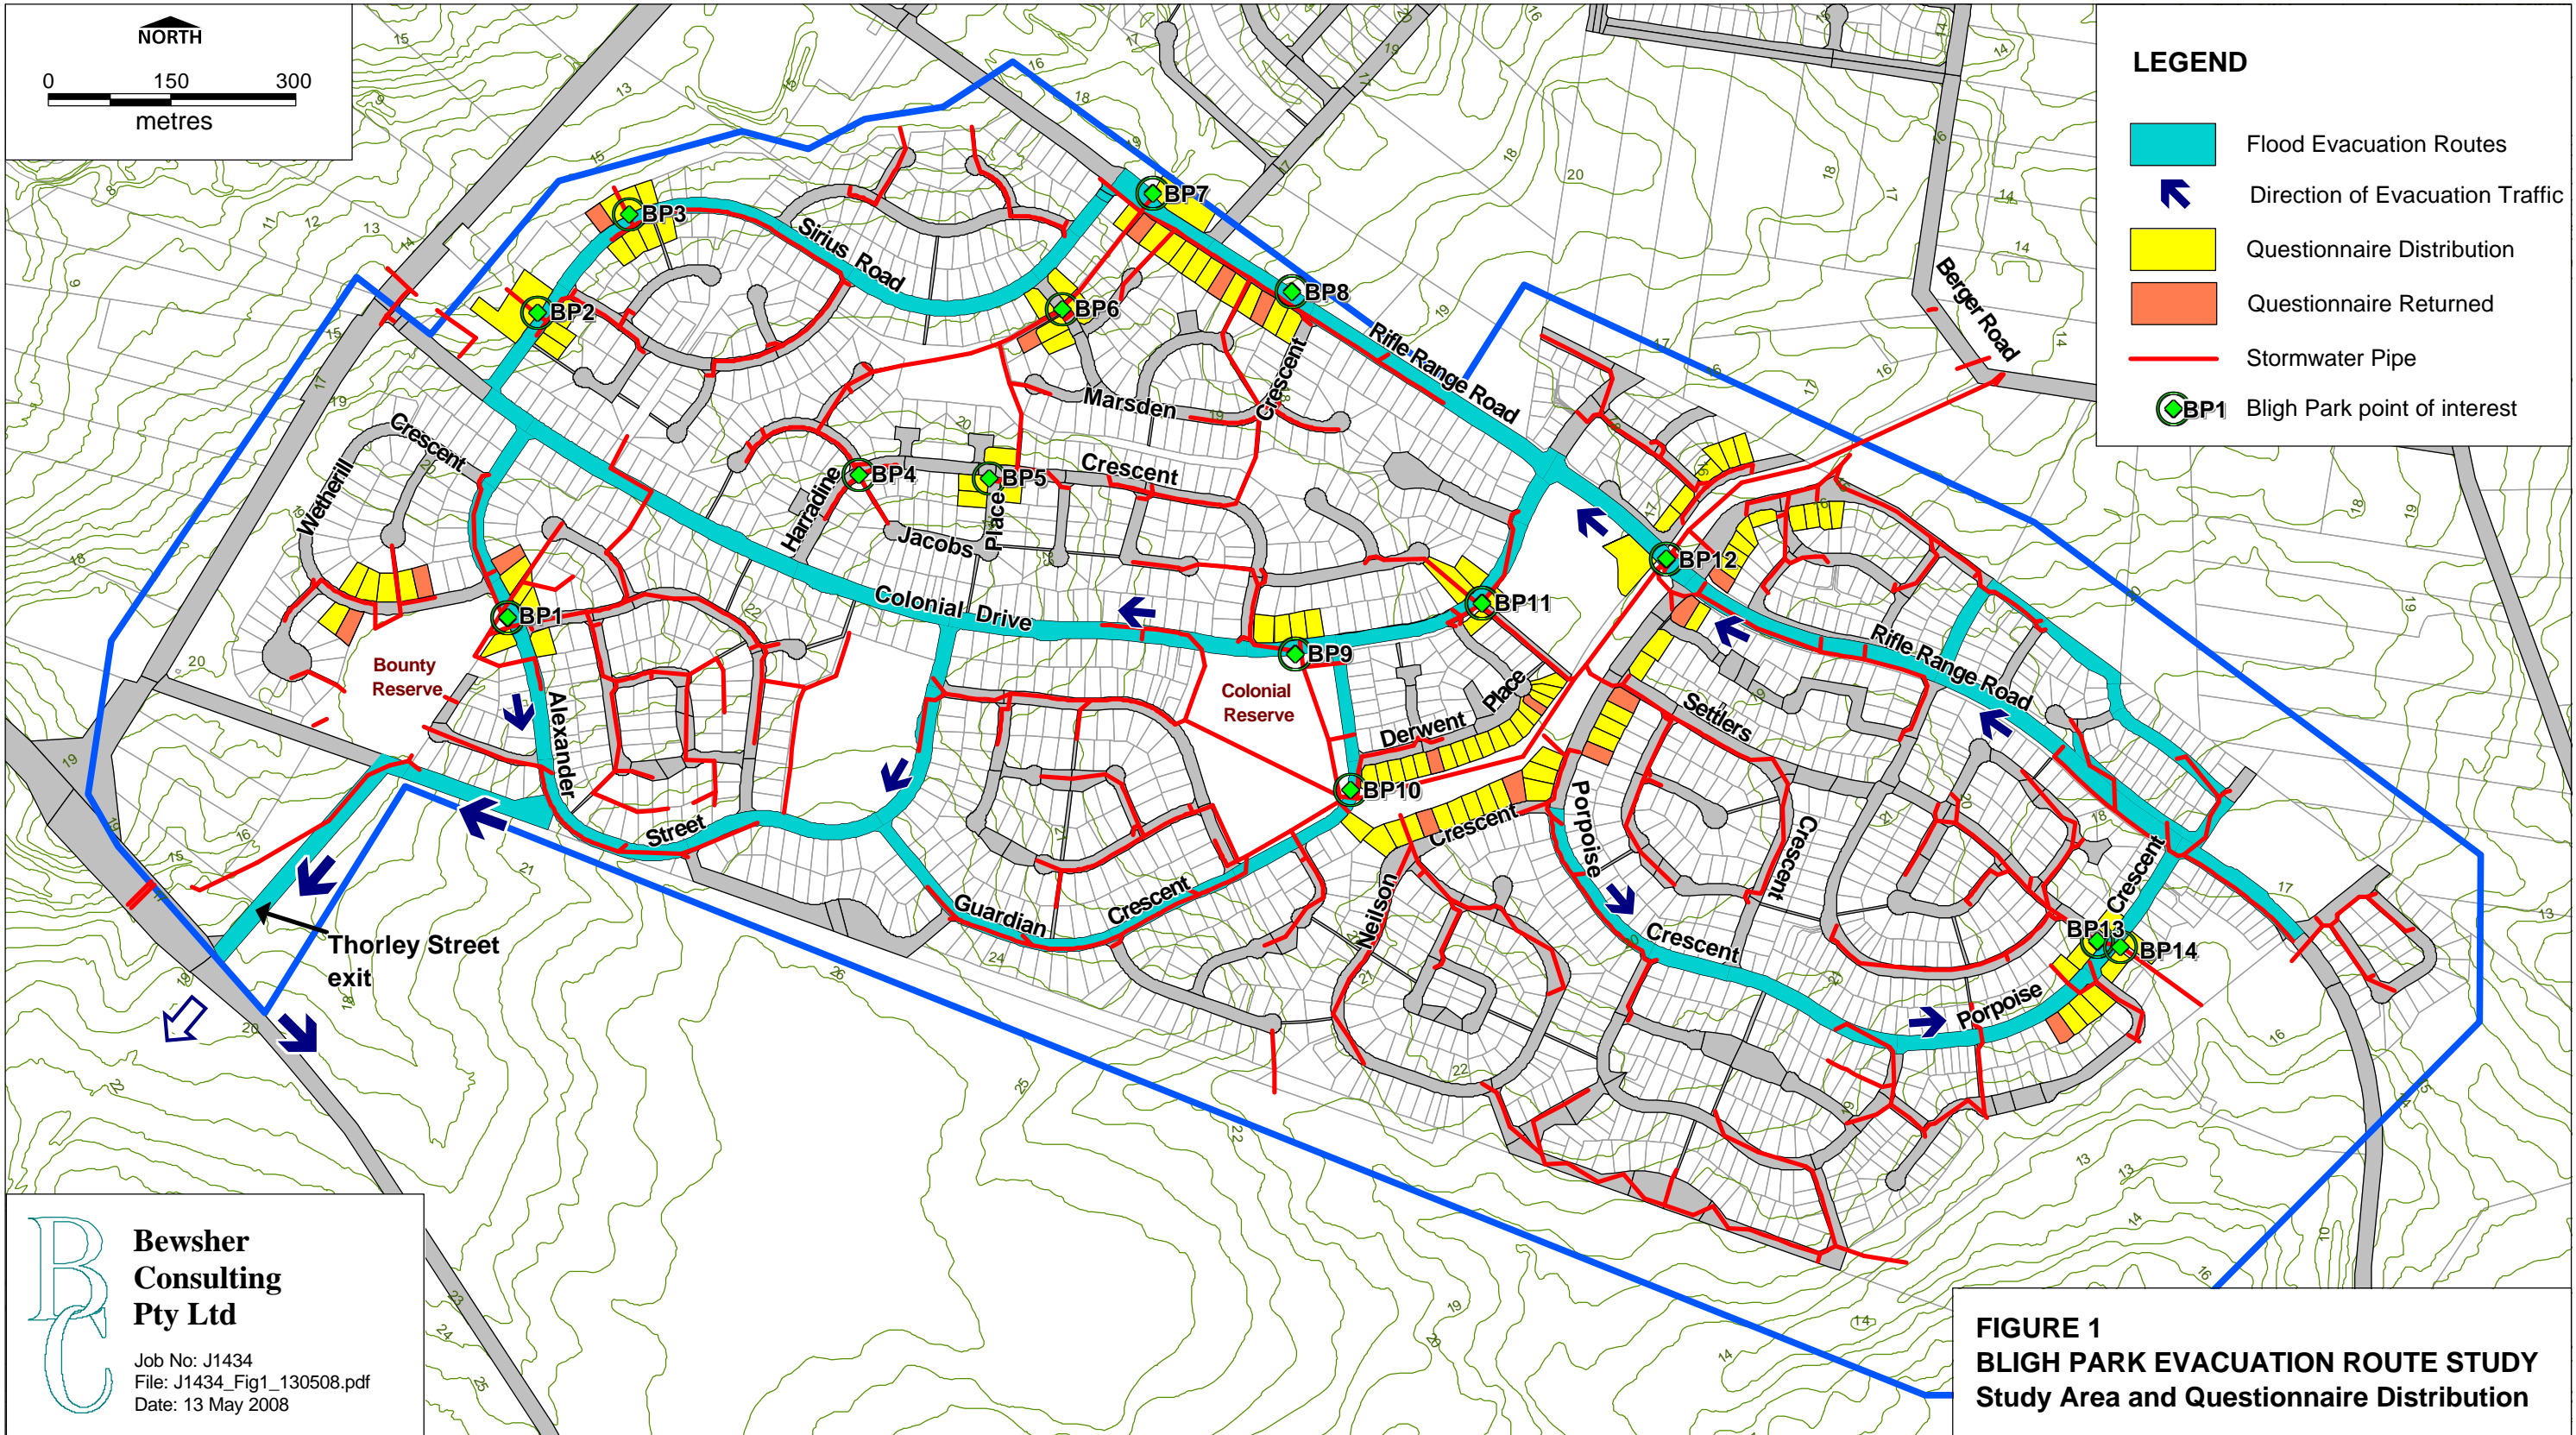 NORTH
0 150 300
metres
LEGEND
Flood Evacuation Routes
Direction of Evacuation Traffic
Questionnaire Distribution
Questionnaire Returned
Stormwater Pipe
BP1 Bligh Park point of interest
BP7
BP3
Sirius Road
BP2
BP6
BP8
Rifle Range Road
Berger Road
Marsden
Crescent
Crescent
Wetherill
BP4
BP5
Crescent
Harradine
Jacobs
Place
BP12
BP11
BP1
Colonial Drive
BP9
Rifle Range Road
Bounty
Reserve
Colonial
Reserve
Alexander
Street
Derwent
Place
Settlers
Crescent
BP10
Crescent
Porpoise
Crescent
Neilson
Guardian
Crescent
Crescent
BP13
BP14
Porpoise
Thorley Street
exit
Bewsher
Consulting
Pty Ltd
Job No: J1434
File: J1434_Fig1_130508.pdf
Date: 13 May 2008
FIGURE 1
BLIGH PARK EVACUATION ROUTE STUDY
Study Area and Questionnaire Distribution